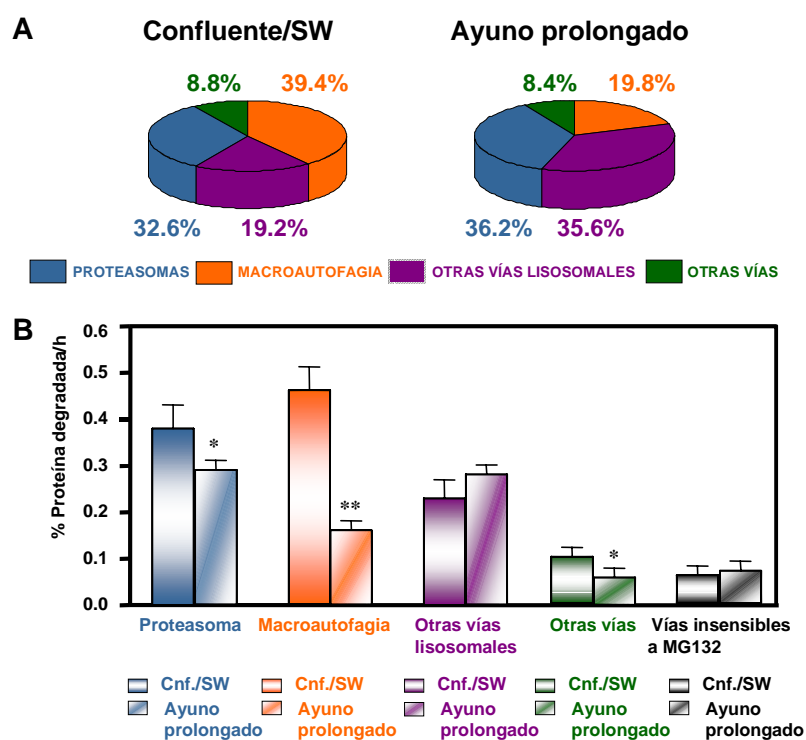 A
Confluente/SW
Ayuno prolongado
8.8%
39.4%
8.4%
19.8%
32.6%
19.2%
36.2%
35.6%
PROTEASOMAS
MACROAUTOFAGIA
OTRAS VÍAS LISOSOMALES
OTRAS VÍAS
B
% Proteína degradada/h
0.6
0.5
0.4
0.3
0.2
0.1
0.0
*
**
*
Proteasoma
Macroautofagia
Otras vías
lisosomales
Otras vías
Vías insensibles
a MG132
Cnf./SW
Cnf./SW
Cnf./SW
Cnf./SW
Cnf./SW
Ayuno
prolongado
Ayuno
prolongado
Ayuno
prolongado
Ayuno
prolongado
Ayuno
prolongado